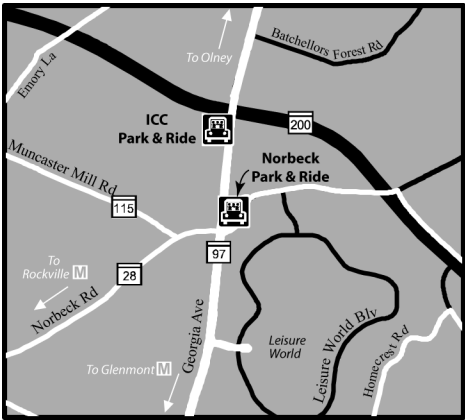 To Olney
Batchellors Forest Rd
Emory La
ICC
Park & Ride
200
Muncaster Mill Rd
Norbeck
Park & Ride
115
97
To
Rockville M
28
Norbeck Rd
Georgia Ave
Leisure
World
Leisure World Blv
Homecrest Rd
To Glenmont M